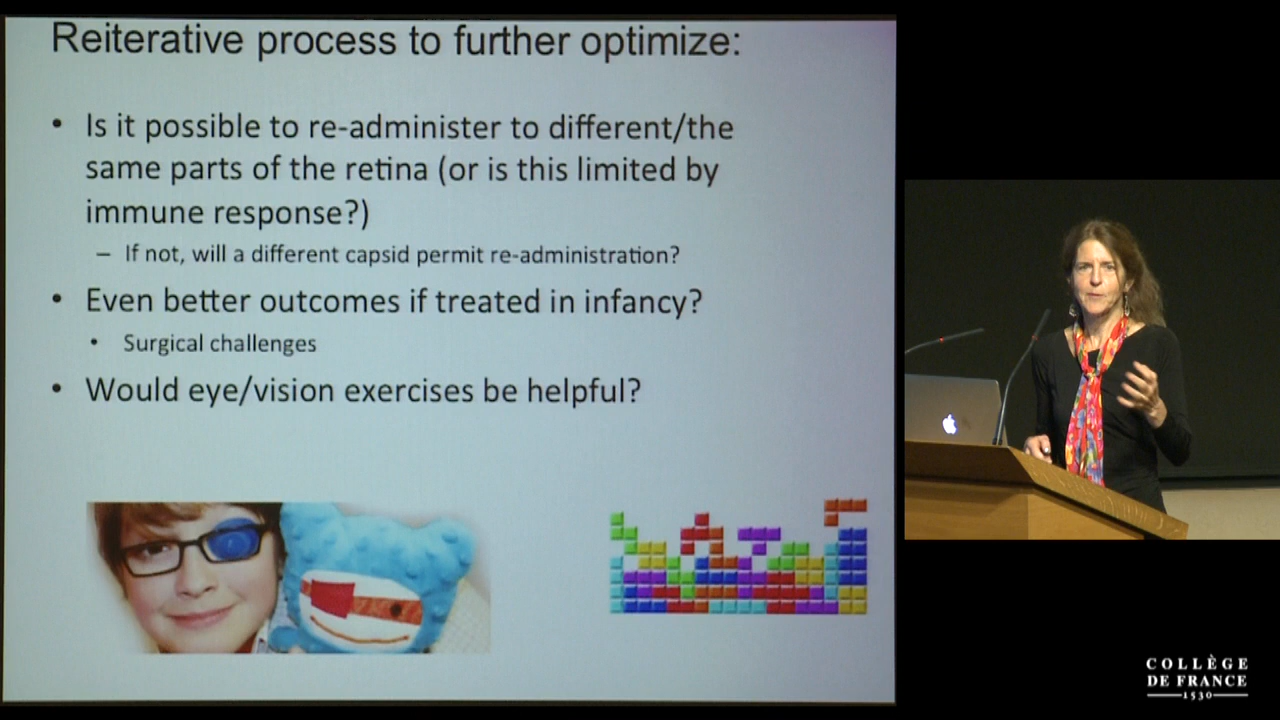 Reiterative process to further optimize:
• Is it possible to re-administer to different/the
same parts of the retina (or is this limited by
immune response?)
– If not, will a different capsid permit re-administration?
• Even better outcomes if treated in infancy?
• Surgical challenges
• Would eye/vision exercises be helpful?
COLLÈGE
DE FRANCE
1530